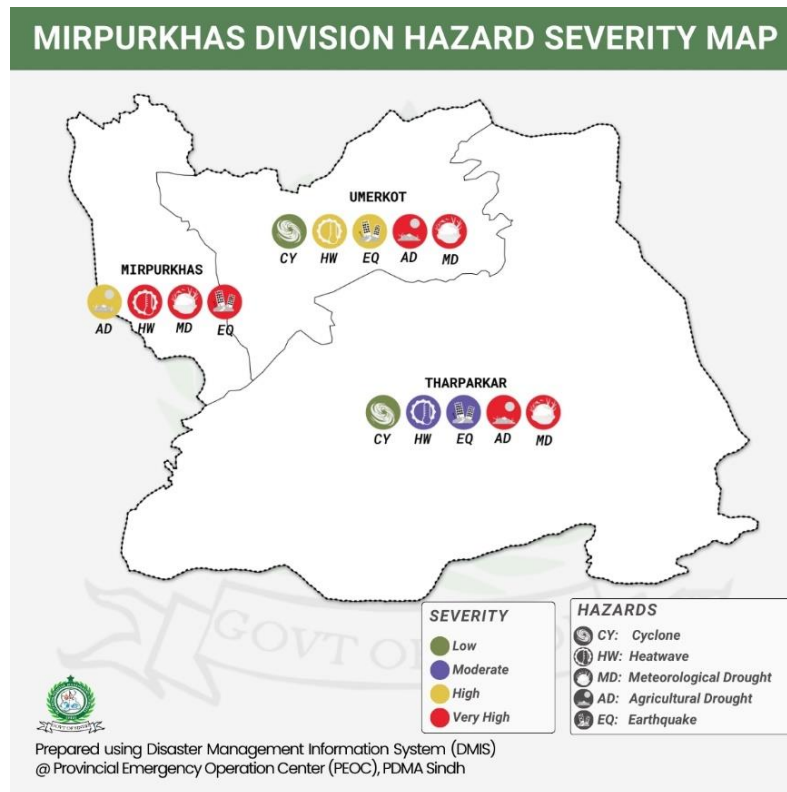 MIRPURKHAS DIVISION HAZARD SEVERITY MAP
UMERKOT
CY HW EQ AD MD
MIRPURKHAS
AD HW MD EQ
THARPARKAR
CY HW EQ AD MD
SEVERITY
Low
Moderate
High
Very High
HAZARDS
CY: Cyclone
HW: Heatwave
MD: Meteorological Drought
AD: Agricultural Drought
EQ: Earthquake
GOVT OF
Prepared using Disaster Management Information System (DMIS)
@ Provincial Emergency Operation Center (PEOC), PDMA Sindh